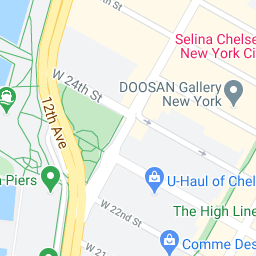 Selina Chelse
New York Ci
W 24th St
DOOSAN Gallery
New York
12th Ave
-Piers
U-Haul of Chel
The High Line
W 22nd St
W 21
Comme Des